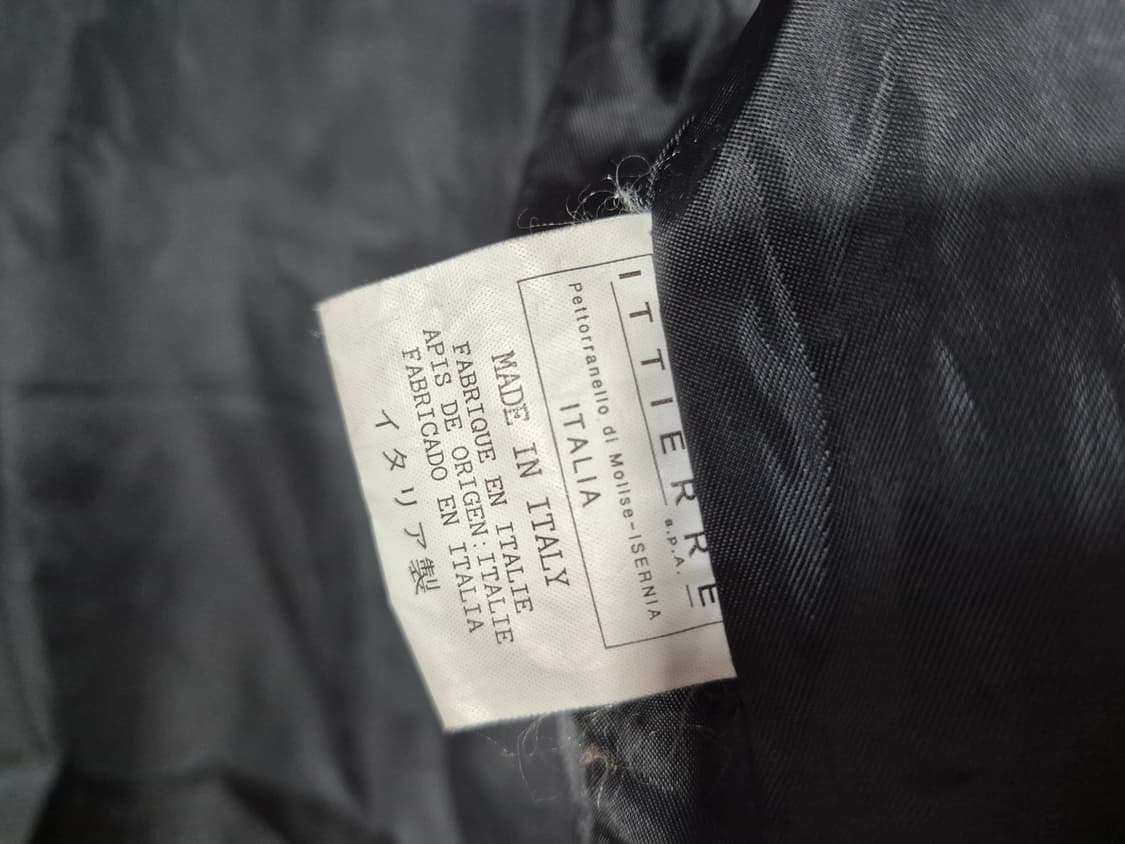 ITTIERRE
s.p.A.
Pettorranello di Molise-ISERNIA
ITALIA
MADE IN ITALY
FABRIQUE EN ITALIE
APIS DE ORIGEN:ITALIE
FABRICADO EN ITALIA
イタリア製